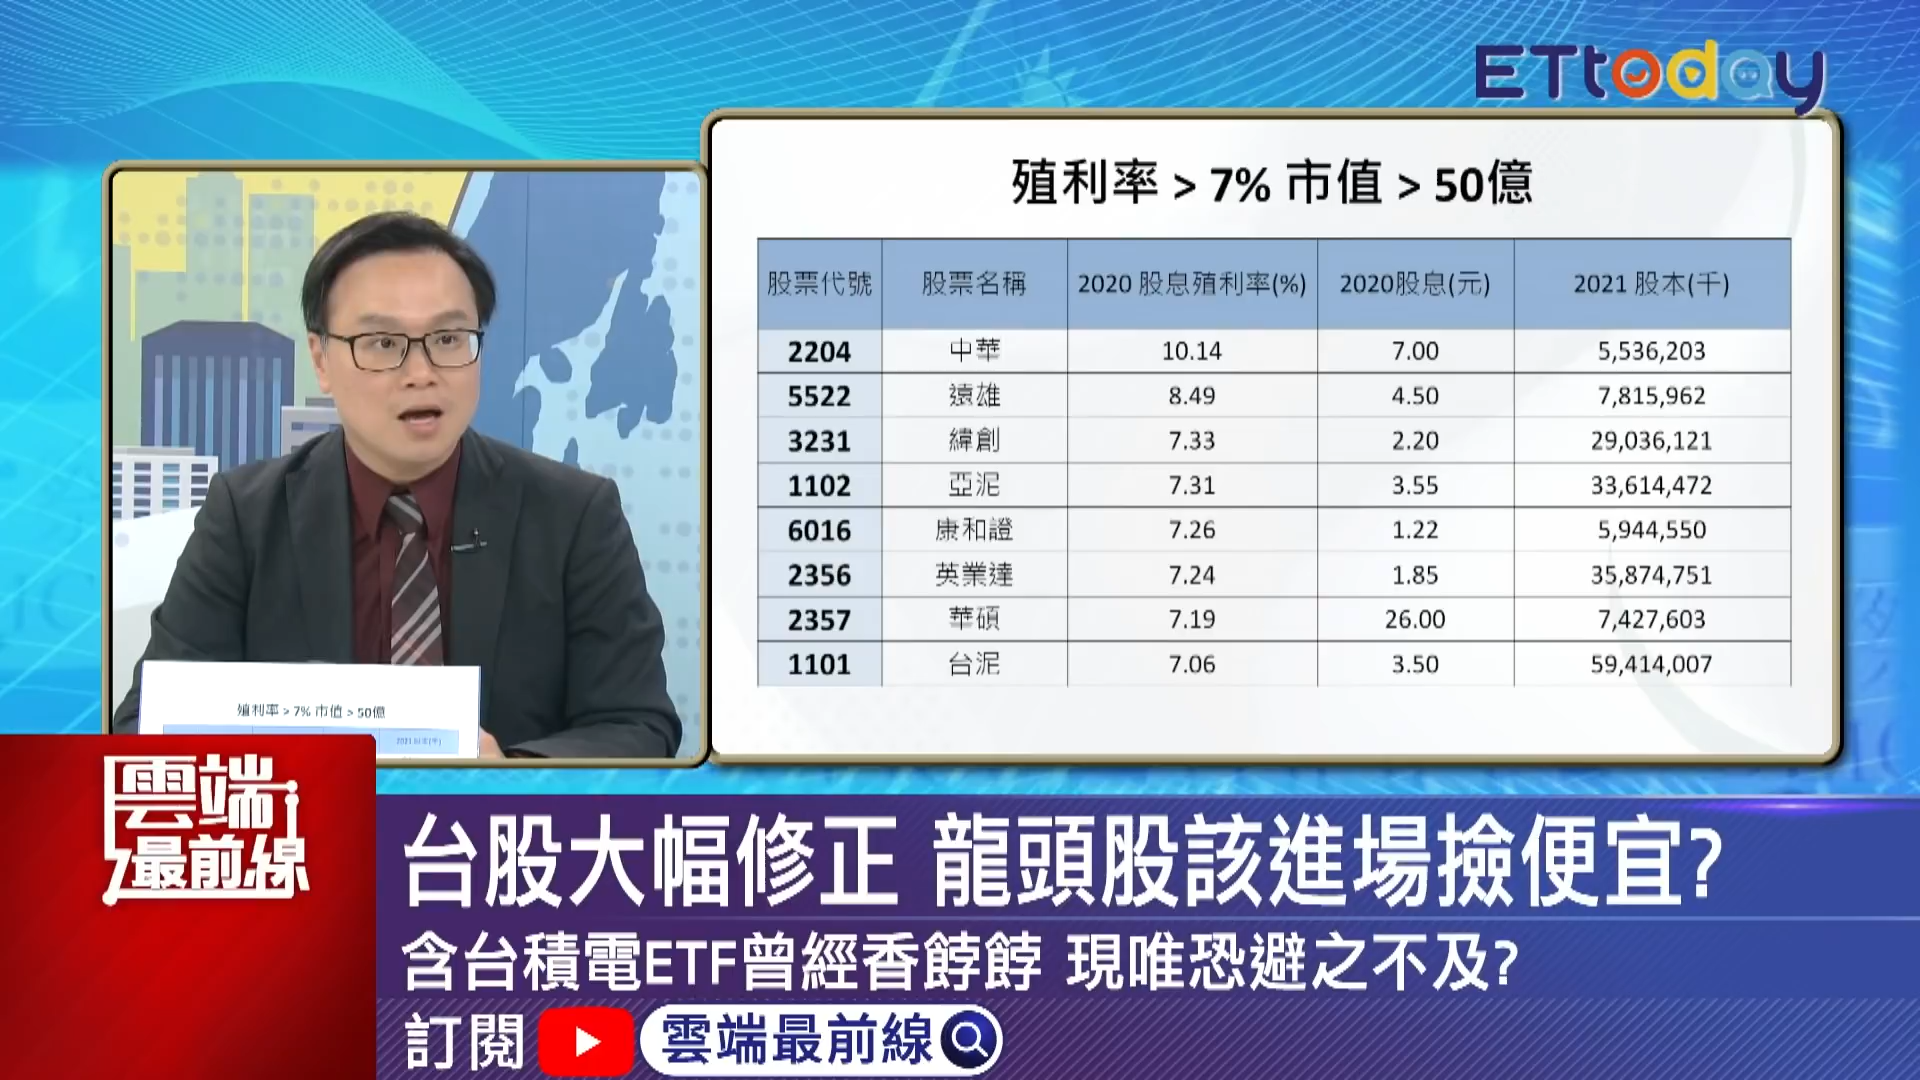 ETtoday
殖利率 > 7% 市值 > 50億
股票代號 股票名稱 2020 股息殖利率(%) 2020股息(元) 2021 股本(千)
2204 中華 10.14 7.00 5,536,203
5522 遠雄 8.49 4.50 7,815,962
3231 緯創 7.33 2.20 29,036,121
1102 亞泥 7.31 3.55 33,614,472
6016 康和證 7.26 1.22 5,944,550
2356 英業達 7.24 1.85 35,874,751
2357 華碩 7.19 26.00 7,427,603
1101 台泥 7.06 3.50 59,414,007
殖利率 > 7% 市值 > 50億
2021 股本(千)
雲端
最前線
台股大幅修正 龍頭股該進場撿便宜?
含台積電ETF曾經香餑餑 現唯恐避之不及?
訂閱 雲端最前線